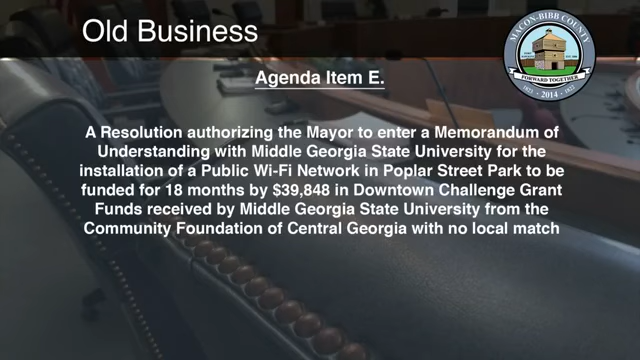 Old Business
MACON-BIBB COUNTY
FORWARD TOGETHER
1823 - 2014 - 1822
Agenda Item E.
A Resolution authorizing the Mayor to enter a Memorandum of
Understanding with Middle Georgia State University for the
installation of a Public Wi-Fi Network in Poplar Street Park to be
funded for 18 months by $39,848 in Downtown Challenge Grant
Funds received by Middle Georgia State University from the
Community Foundation of Central Georgia with no local match